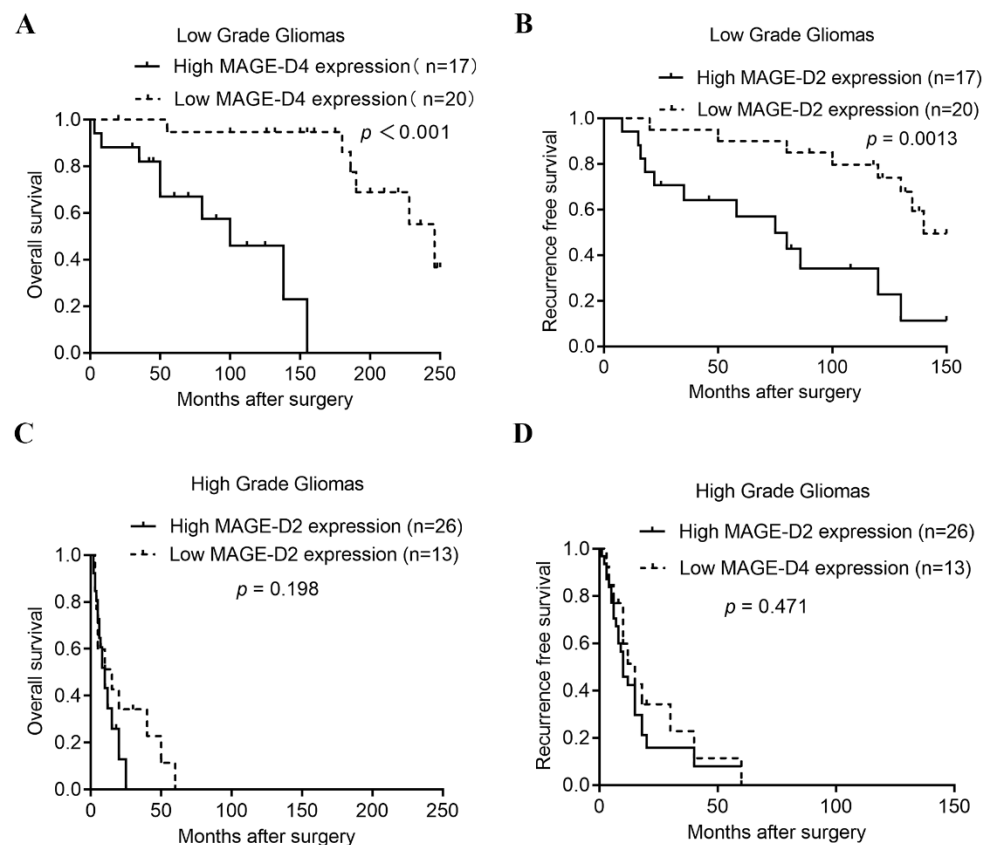 A
Low Grade Gliomas
High MAGE-D4 expression( n=17)
Low MAGE-D4 expression( n=20)
p <0.001
Overall survival
1.0
0.8
0.6
0.4
0.2
0.0
0 50 100 150 200 250
Months after surgery
B
Low Grade Gliomas
High MAGE-D2 expression (n=17)
Low MAGE-D2 expression (n=20)
p = 0.0013
Recurrence free survival
1.0
0.8
0.6
0.4
0.2
0.0
0 50 100 150
Months after surgery
C
High Grade Gliomas
High MAGE-D2 expression (n=26)
Low MAGE-D2 expression (n=13)
p = 0.198
Overall survival
1.0
0.8
0.6
0.4
0.2
0.0
0 50 100 150 200 250
Months after surgery
D
High Grade Gliomas
High MAGE-D2 expression (n=26)
Low MAGE-D4 expression (n=13)
p = 0.471
Recurrence free survival
1.0
0.8
0.6
0.4
0.2
0.0
0 50 100 150
Months after surgery